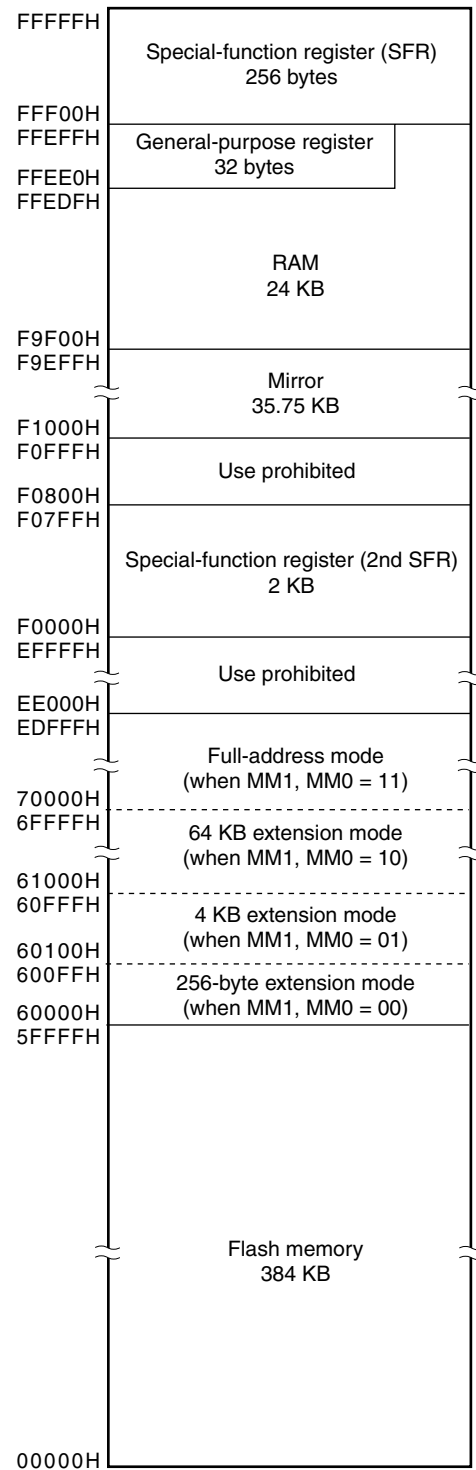 FFFFFH
Special-function register (SFR)
256 bytes
FFF00H
FFEFFH
General-purpose register
32 bytes
FFEE0H
FFEDFH
RAM
24 KB
F9F00H
F9EFFH
Mirror
35.75 KB
F1000H
F0FFFH
Use prohibited
F0800H
F07FFH
Special-function register (2nd SFR)
2 KB
F0000H
EFFFFH
Use prohibited
EE000H
EDFFFH
Full-address mode
(when MM1, MM0 = 11)
70000H
6FFFFH
64 KB extension mode
(when MM1, MM0 = 10)
61000H
60FFFH
4 KB extension mode
(when MM1, MM0 = 01)
60100H
600FFH
256-byte extension mode
(when MM1, MM0 = 00)
60000H
5FFFFH
Flash memory
384 KB
00000H